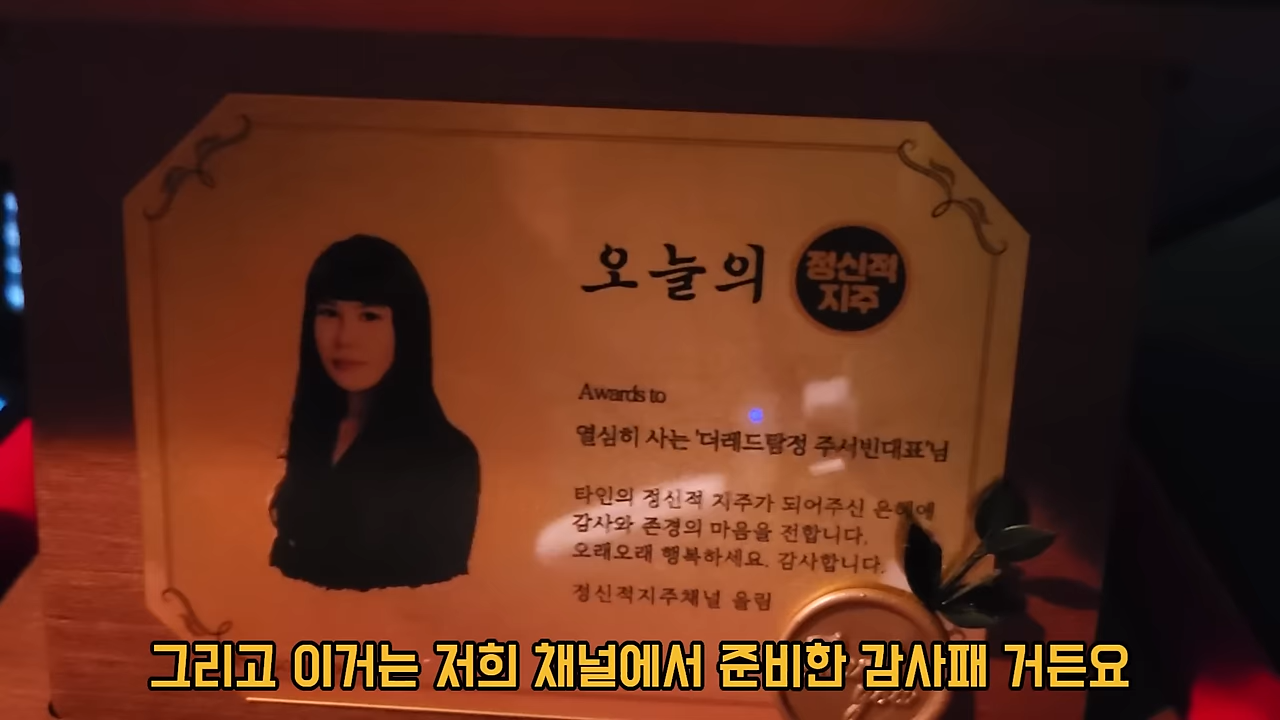 오늘의
정신적
지주
Awards to
열심히 사는 '더레드탐정 주서빈대표'님
타인의 정신적 지주가 되어주신 은혜에
감사와 존경의 마음을 전합니다.
오래오래 행복하세요. 감사합니다.
정신적지주채널 올림
그리고 이거는 저희 채널에서 준비한 감사패 거든요